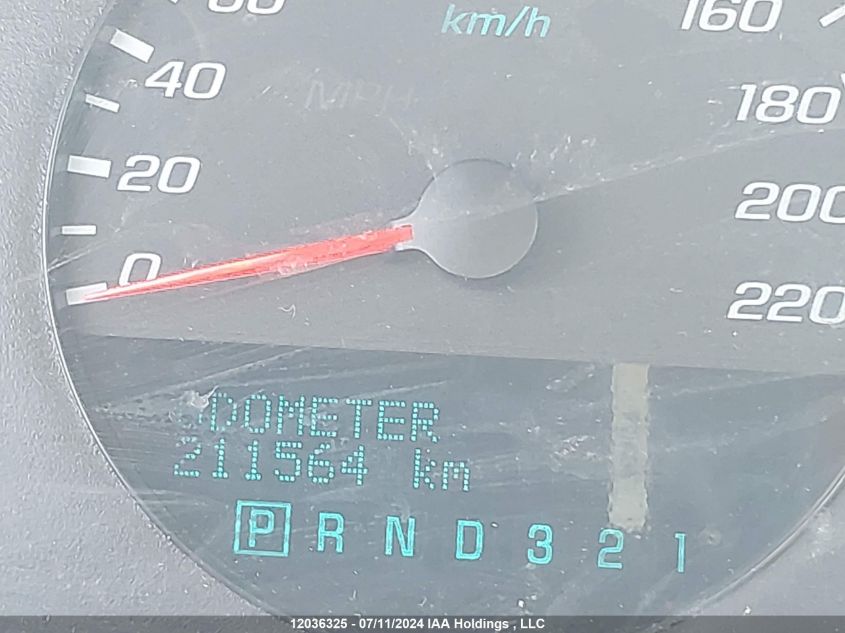 60 km/h 160
40 MPH 180
20 200
0 220
ODOMETER
211564 km
P R N D 3 2 1
12036325 - 07/11/2024 IAA Holdings , LLC